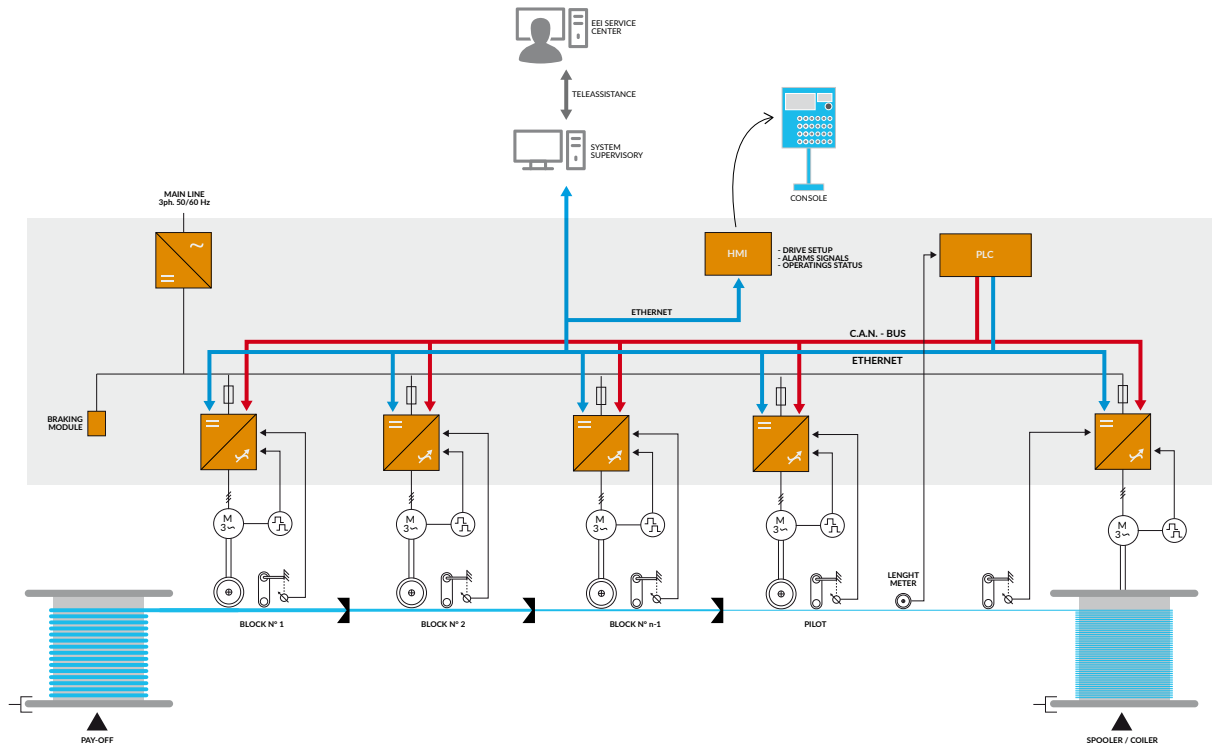 EEI SERVICE
CENTER
TELEASSISTANCE
SYSTEM
SUPERVISORY
CONSOLE
MAIN LINE
3ph. 50/60 Hz
HMI
- DRIVE SETUP
- ALARMS SIGNALS
- OPERATINGS STATUS
PLC
ETHERNET
C.A.N. - BUS
ETHERNET
BRAKING
MODULE
M
3~
M
3~
M
3~
M
3~
M
3~
LENGHT
METER
BLOCK N° 1
BLOCK N° 2
BLOCK N° n-1
PILOT
PAY-OFF
SPOOLER / COILER